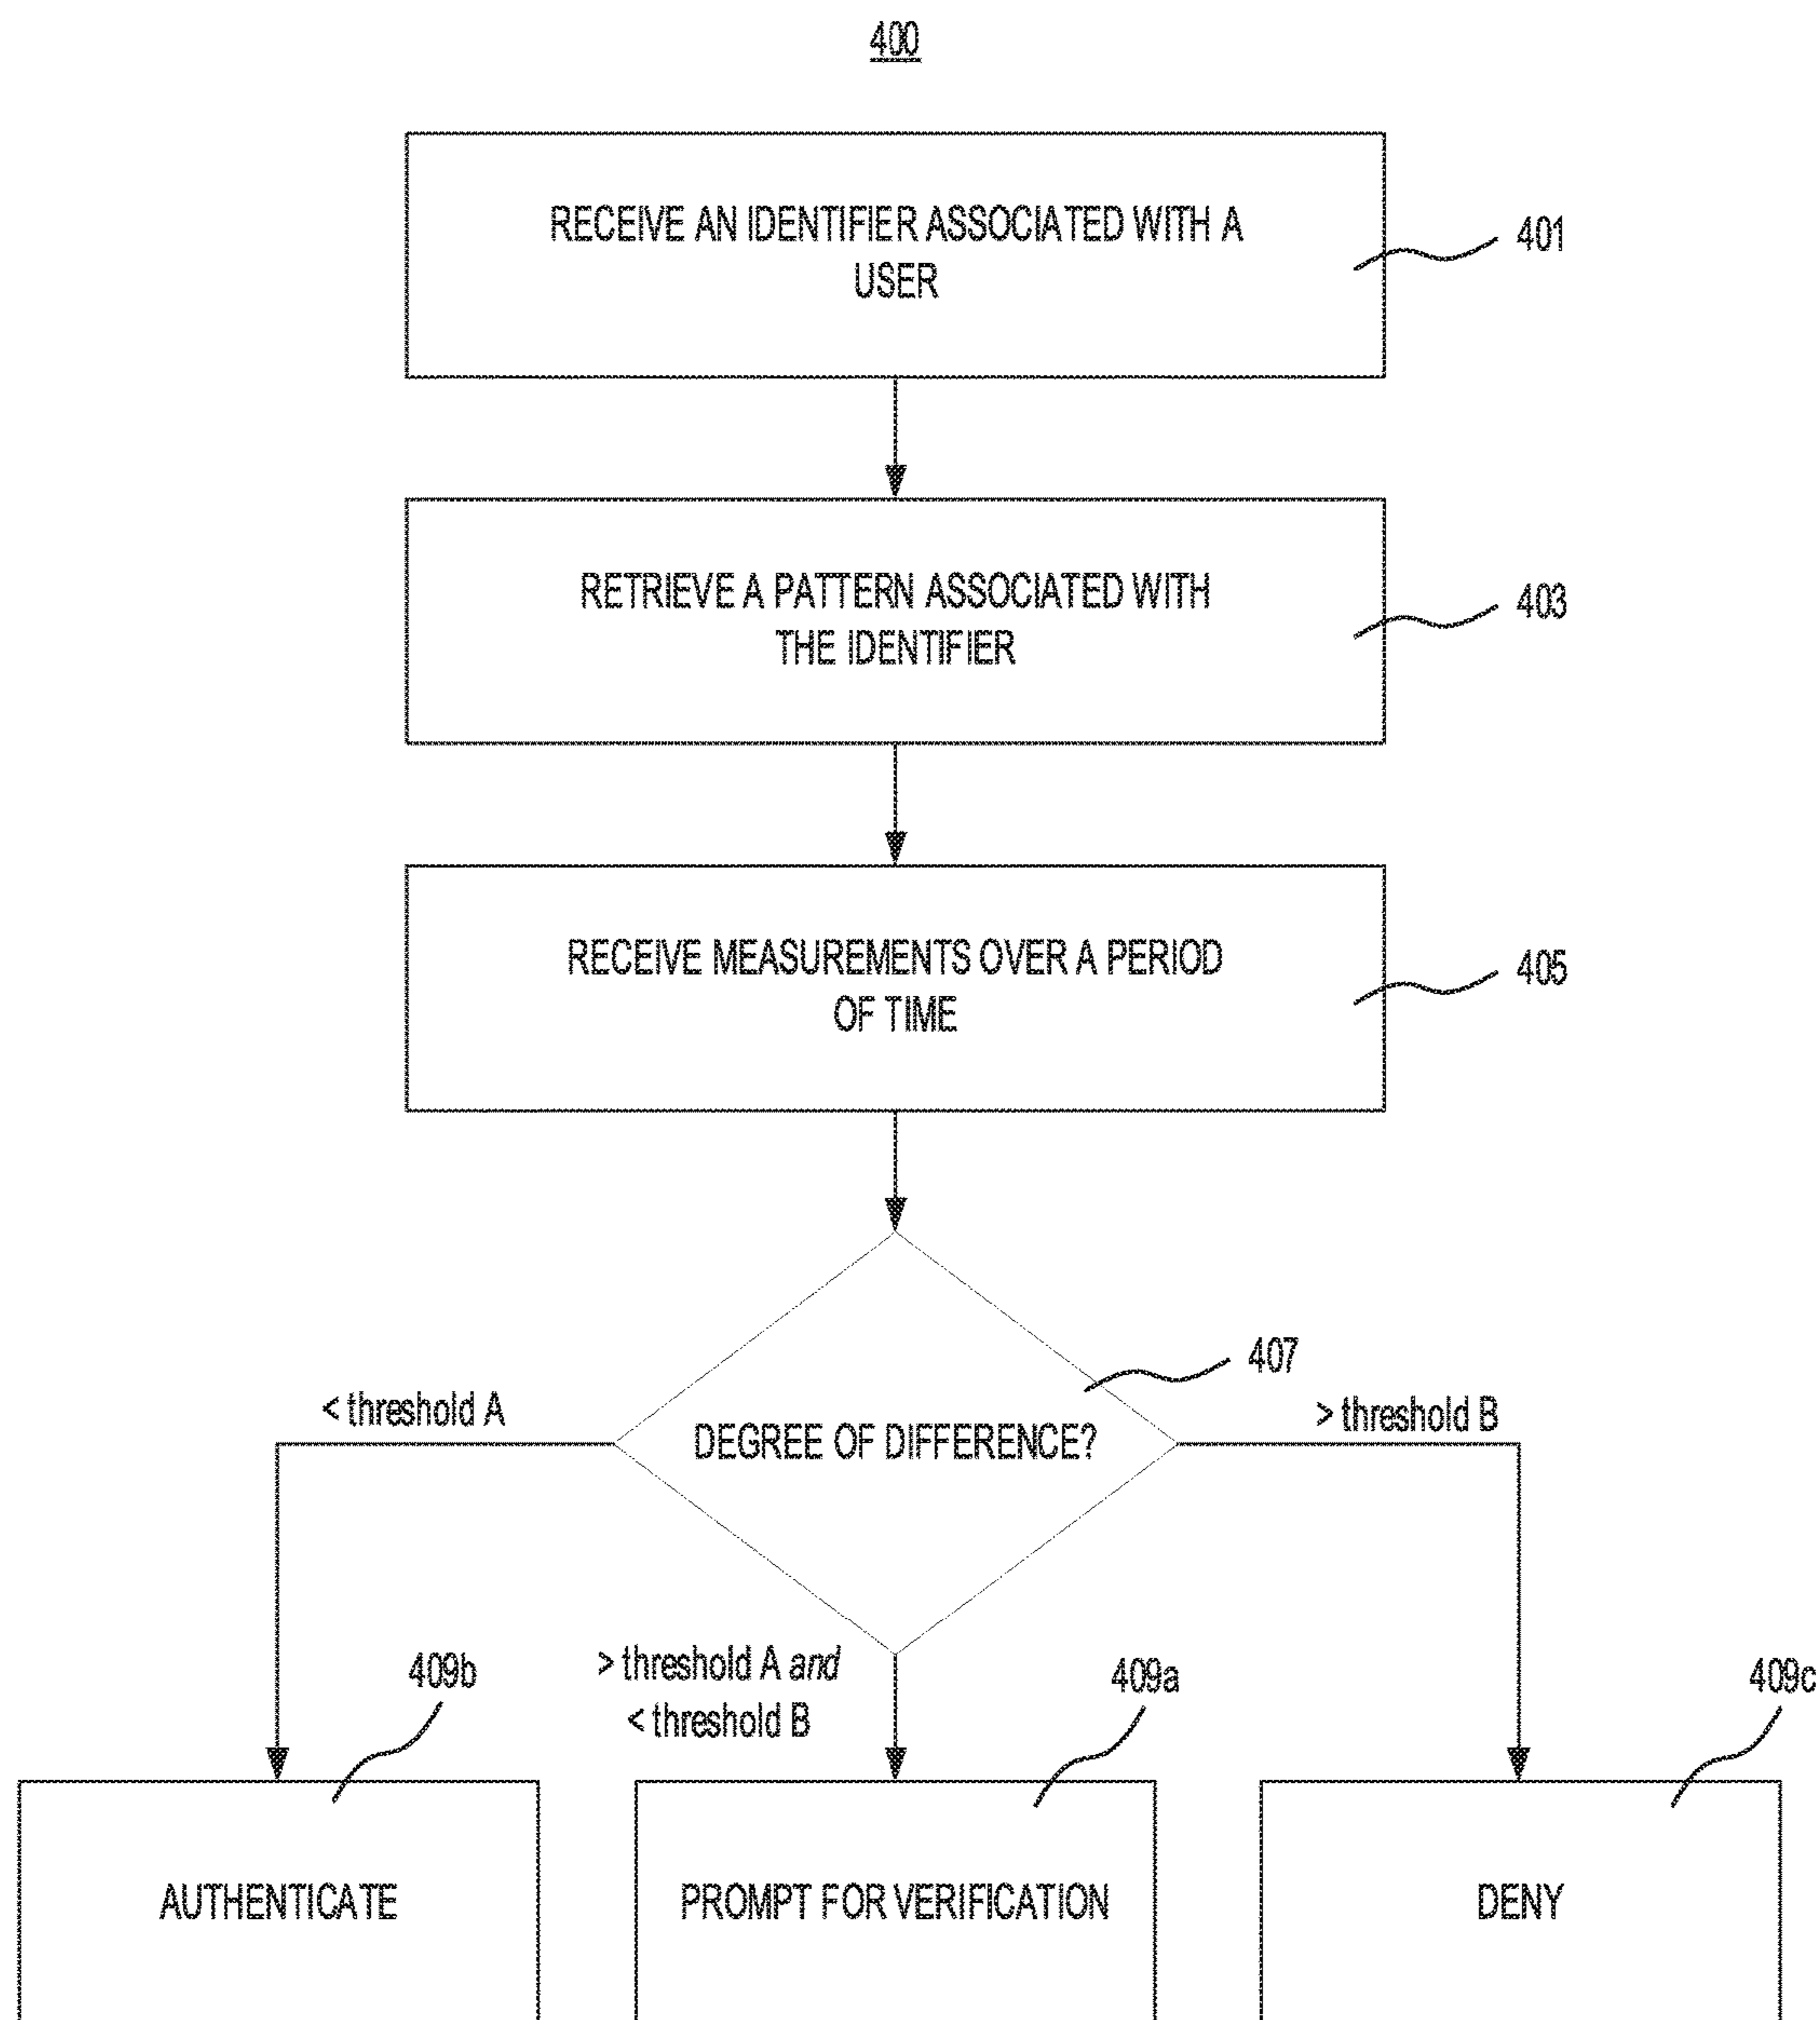 400
RECEIVE AN IDENTIFIER ASSOCIATED WITH A
USER
401
RETRIEVE A PATTERN ASSOCIATED WITH
THE IDENTIFIER
403
RECEIVE MEASUREMENTS OVER A PERIOD
OF TIME
405
407
< threshold A
DEGREE OF DIFFERENCE?
> threshold B
409b
> threshold A and
< threshold B
409a
409c
AUTHENTICATE
PROMPT FOR VERIFICATION
DENY